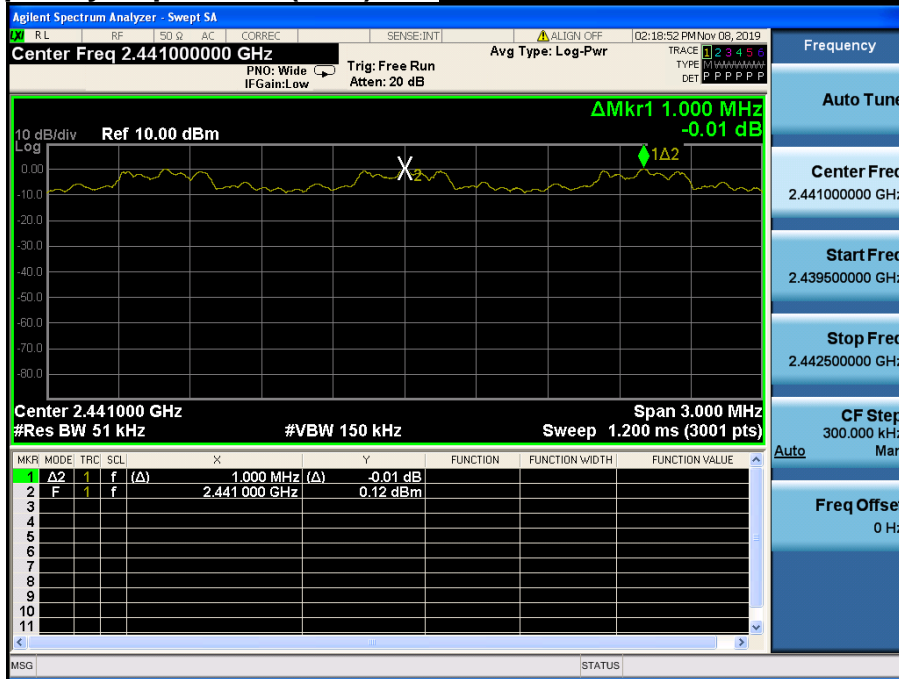 Agilent Spectrum Analyzer - Swept SA
LXI RL RF 50 Ω AC CORREC SENSE:INT ALIGN OFF 02:18:52 PM Nov 08, 2019
Center Freq 2.441000000 GHz
PNO: Wide
IFGain:Low
Trig: Free Run
Atten: 20 dB
Avg Type: Log-Pwr
TRACE 1 2 3 4 5 6
TYPE M W W W W W
DET P P P P P P
ΔMkr1 1.000 MHz
-0.01 dB
10 dB/div Ref 10.00 dBm
Log
1Δ2
X2
0.00
-10.0
-20.0
-30.0
-40.0
-50.0
-60.0
-70.0
-80.0
Center 2.441000 GHz Span 3.000 MHz
#Res BW 51 kHz #VBW 150 kHz Sweep 1.200 ms (3001 pts)
MKR MODE TRC SCL X Y FUNCTION FUNCTION WIDTH FUNCTION VALUE
1 Δ2 1 f (Δ) 1.000 MHz (Δ) -0.01 dB
2 F 1 f 2.441 000 GHz 0.12 dBm
3
4
5
6
7
8
9
10
11
MSG STATUS
Frequency
Auto Tune
Center Freq
2.441000000 GHz
Start Freq
2.439500000 GHz
Stop Freq
2.442500000 GHz
CF Step
300.000 kHz
Auto Man
Freq Offset
0 Hz